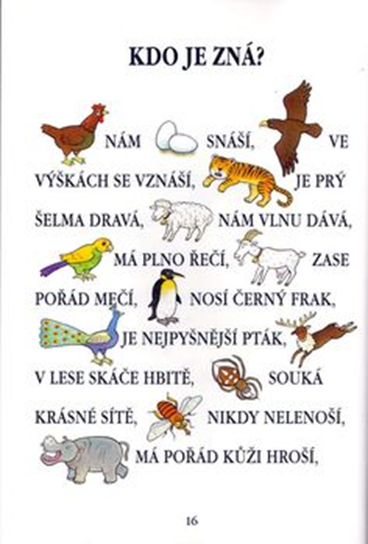 KDO JE ZNÁ?
NÁM SNÁŠÍ, VE
VÝŠKÁCH SE VZNÁŠÍ, JE PRÝ
ŠELMA DRAVÁ, NÁM VLNU DÁVÁ,
MÁ PLNO ŘEČÍ, ZASE
POŘÁD MEČÍ, NOSÍ ČERNÝ FRAK,
JE NEJPYŠNĚJŠÍ PTÁK,
V LESE SKÁČE HBITĚ, SOUKÁ
KRÁSNÉ SÍTĚ, NIKDY NELENOŠÍ,
MÁ POŘÁD KŮŽI HROŠÍ,
16